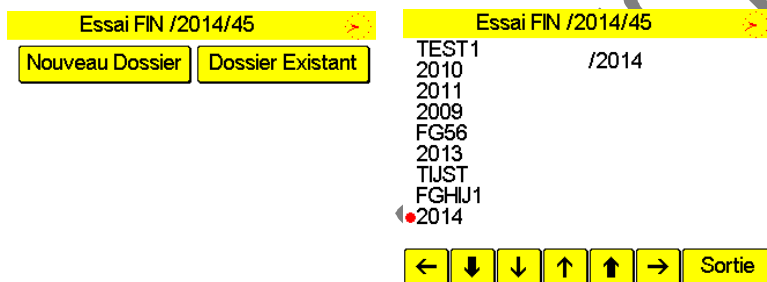 Essai FIN /2014/45
Nouveau Dossier
Dossier Existant
Essai FIN /2014/45
TEST1
/2014
2010
2011
2009
FG56
2013
TIJST
FGHIJ1
2014
← ⬇ ↓ ↑ ⬆ → Sortie